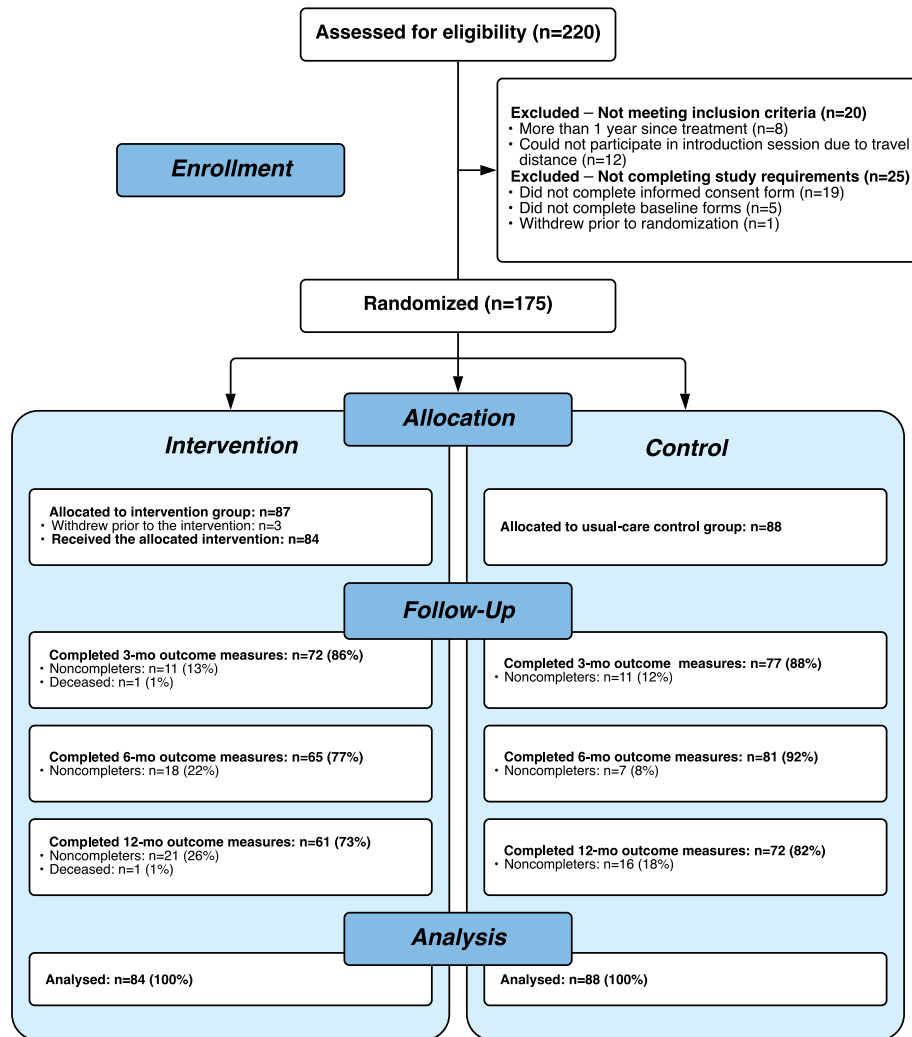 Assessed for eligibility (n=220)
Excluded – Not meeting inclusion criteria (n=20)
• More than 1 year since treatment (n=8)
• Could not participate in introduction session due to travel
distance (n=12)
Excluded – Not completing study requirements (n=25)
• Did not complete informed consent form (n=19)
• Did not complete baseline forms (n=5)
• Withdrew prior to randomization (n=1)
Enrollment
Randomized (n=175)
Allocation
Intervention
Control
Allocated to intervention group: n=87
• Withdrew prior to the intervention: n=3
• Received the allocated intervention: n=84
Allocated to usual-care control group: n=88
Follow-Up
Completed 3-mo outcome measures: n=72 (86%)
• Noncompleters: n=11 (13%)
• Deceased: n=1 (1%)
Completed 3-mo outcome measures: n=77 (88%)
• Noncompleters: n=11 (12%)
Completed 6-mo outcome measures: n=65 (77%)
• Noncompleters: n=18 (22%)
Completed 6-mo outcome measures: n=81 (92%)
• Noncompleters: n=7 (8%)
Completed 12-mo outcome measures: n=61 (73%)
• Noncompleters: n=21 (26%)
• Deceased: n=1 (1%)
Completed 12-mo outcome measures: n=72 (82%)
• Noncompleters: n=16 (18%)
Analysis
Analysed: n=84 (100%)
Analysed: n=88 (100%)